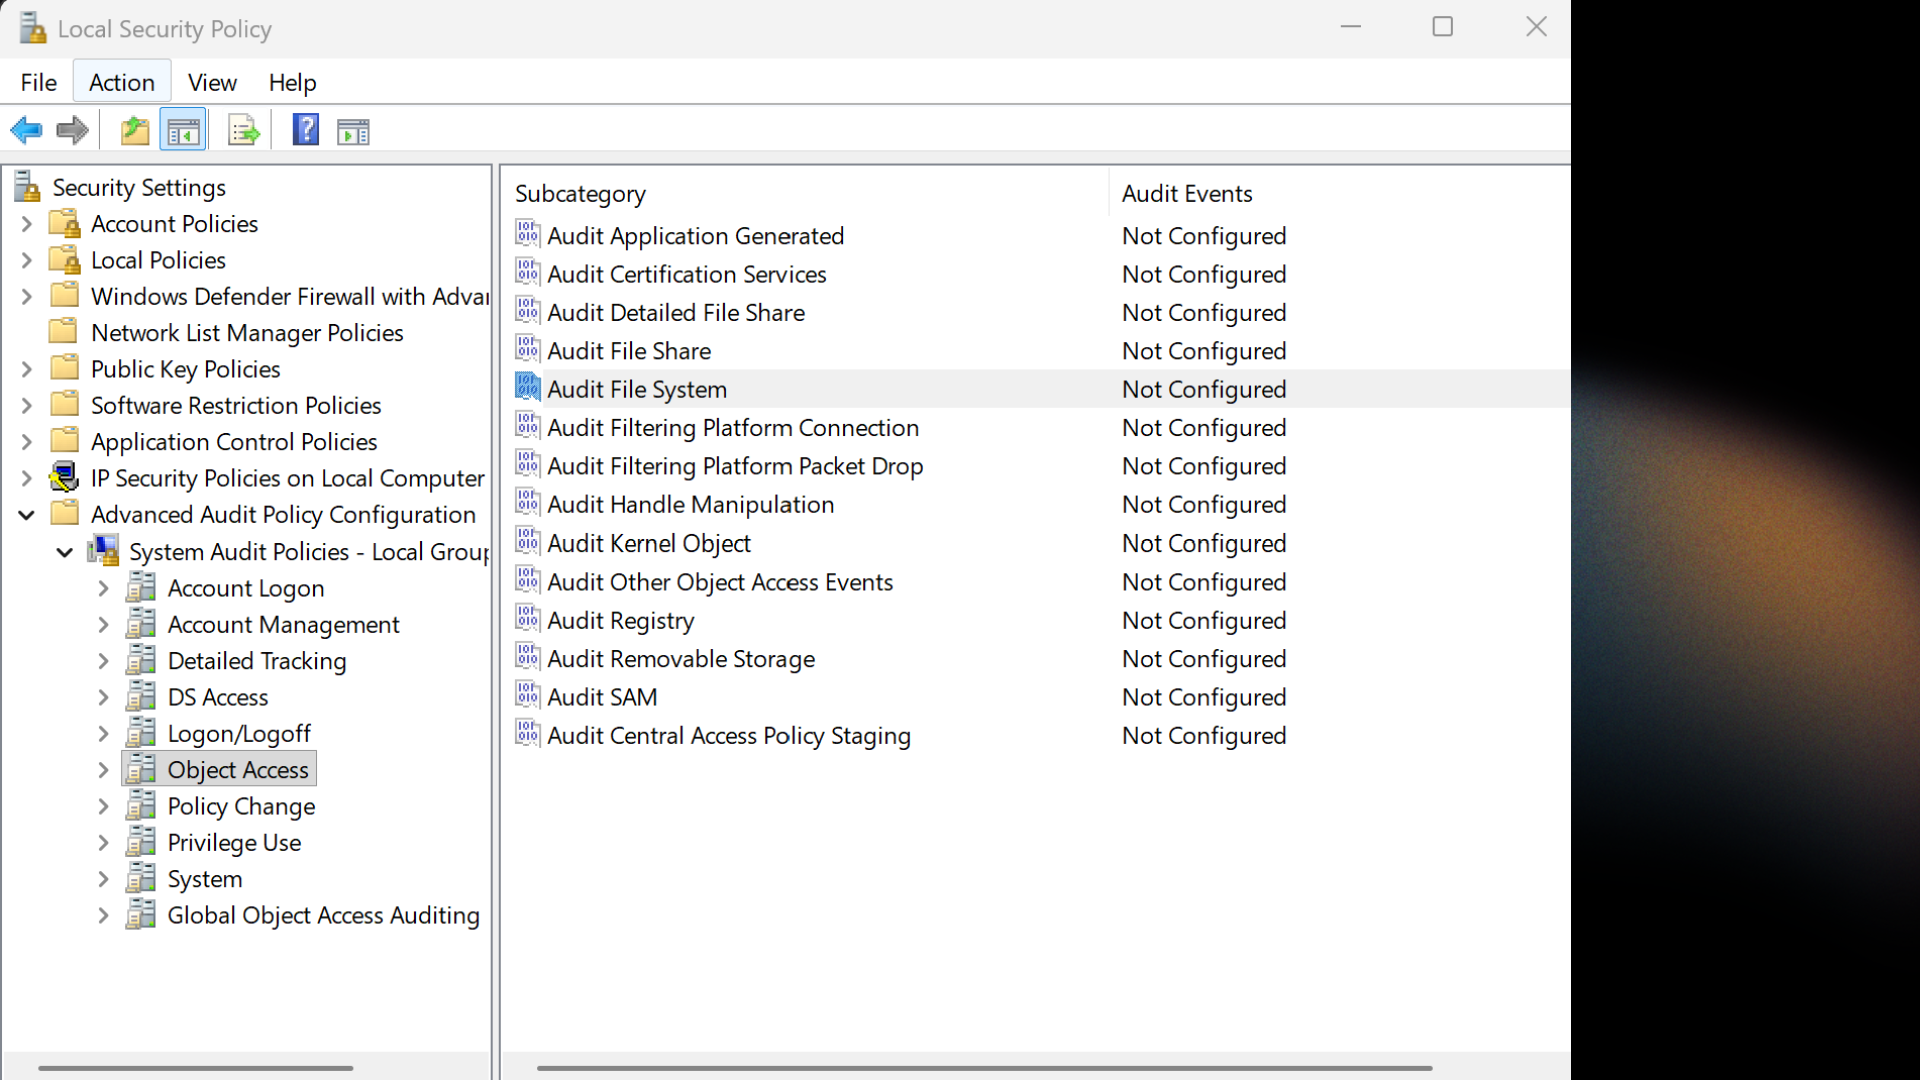 Local Security Policy
File Action View Help
Security Settings
Account Policies
Local Policies
Windows Defender Firewall with Advai
Network List Manager Policies
Public Key Policies
Software Restriction Policies
Application Control Policies
IP Security Policies on Local Computer
Advanced Audit Policy Configuration
System Audit Policies - Local Group
Account Logon
Account Management
Detailed Tracking
DS Access
Logon/Logoff
Object Access
Policy Change
Privilege Use
System
Global Object Access Auditing
Subcategory Audit Events
Audit Application Generated Not Configured
Audit Certification Services Not Configured
Audit Detailed File Share Not Configured
Audit File Share Not Configured
Audit File System Not Configured
Audit Filtering Platform Connection Not Configured
Audit Filtering Platform Packet Drop Not Configured
Audit Handle Manipulation Not Configured
Audit Kernel Object Not Configured
Audit Other Object Access Events Not Configured
Audit Registry Not Configured
Audit Removable Storage Not Configured
Audit SAM Not Configured
Audit Central Access Policy Staging Not Configured